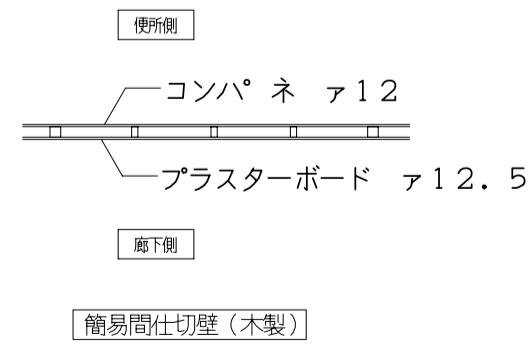 便所側
コンパネ ァ12
プラスターボード ァ12.5
廊下側
簡易間仕切壁（木製）